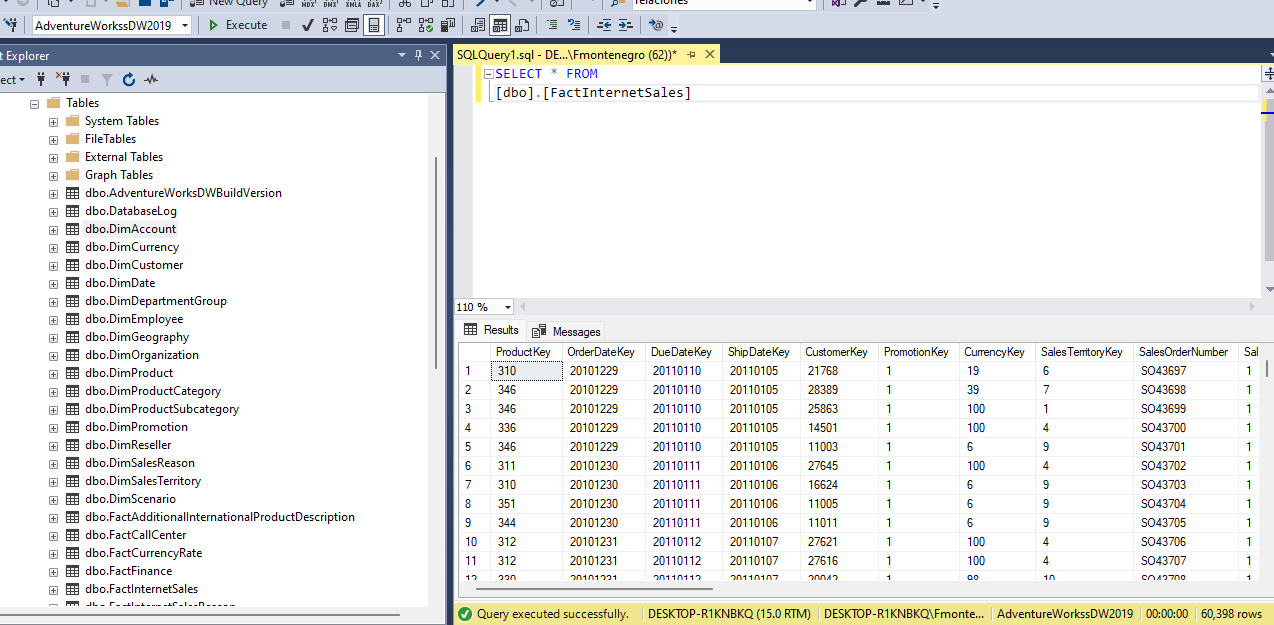 New Query
relaciones
AdventureWorkssDW2019
Execute
t Explorer
ect
Tables
System Tables
FileTables
External Tables
Graph Tables
dbo.AdventureWorksDWBuildVersion
dbo.DatabaseLog
dbo.DimAccount
dbo.DimCurrency
dbo.DimCustomer
dbo.DimDate
dbo.DimDepartmentGroup
dbo.DimEmployee
dbo.DimGeography
dbo.DimOrganization
dbo.DimProduct
dbo.DimProductCategory
dbo.DimProductSubcategory
dbo.DimPromotion
dbo.DimReseller
dbo.DimSalesReason
dbo.DimSalesTerritory
dbo.DimScenario
dbo.FactAdditionalInternationalProductDescription
dbo.FactCallCenter
dbo.FactCurrencyRate
dbo.FactFinance
dbo.FactInternetSales
dbo.FactInternetSalesReason
SQLQuery1.sql - DE...\Fmontenegro (62))*
SELECT * FROM
[dbo].[FactInternetSales]
110 %
Results Messages
ProductKey OrderDateKey DueDateKey ShipDateKey CustomerKey PromotionKey CurrencyKey SalesTerritoryKey SalesOrderNumber Sal
1 310 20101229 20110110 20110105 21768 1 19 6 SO43697 1
2 346 20101229 20110110 20110105 28389 1 39 7 SO43698 1
3 346 20101229 20110110 20110105 25863 1 100 1 SO43699 1
4 336 20101229 20110110 20110105 14501 1 100 4 SO43700 1
5 346 20101229 20110110 20110105 11003 1 6 9 SO43701 1
6 311 20101230 20110111 20110106 27645 1 100 4 SO43702 1
7 310 20101230 20110111 20110106 16624 1 6 9 SO43703 1
8 351 20101230 20110111 20110106 11005 1 6 9 SO43704 1
9 344 20101230 20110111 20110106 11011 1 6 9 SO43705 1
10 312 20101231 20110112 20110107 27621 1 100 4 SO43706 1
11 312 20101231 20110112 20110107 27616 1 100 4 SO43707 1
12 330 20101231 20110112 20110107 20042 1 98 10 SO43708 1
Query executed successfully. DESKTOP-R1KNBKQ (15.0 RTM) DESKTOP-R1KNBKQ\Fmonte... AdventureWorkssDW2019 00:00:00 60,398 rows